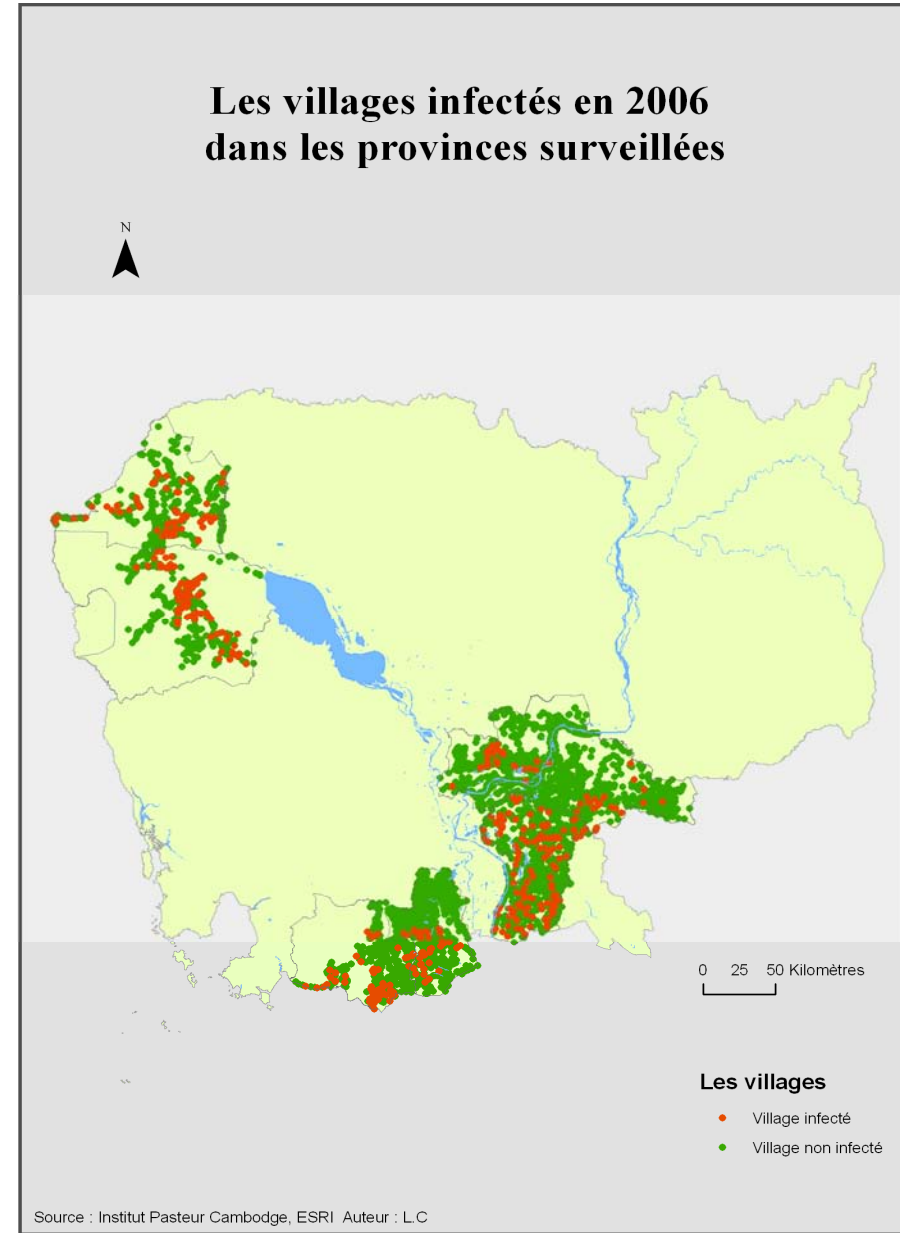 Les villages infectés en 2006
dans les provinces surveillées
N
0 25 50 Kilomètres
Les villages
Village infecté
Village non infecté
Source : Institut Pasteur Cambodge, ESRI Auteur : L.C